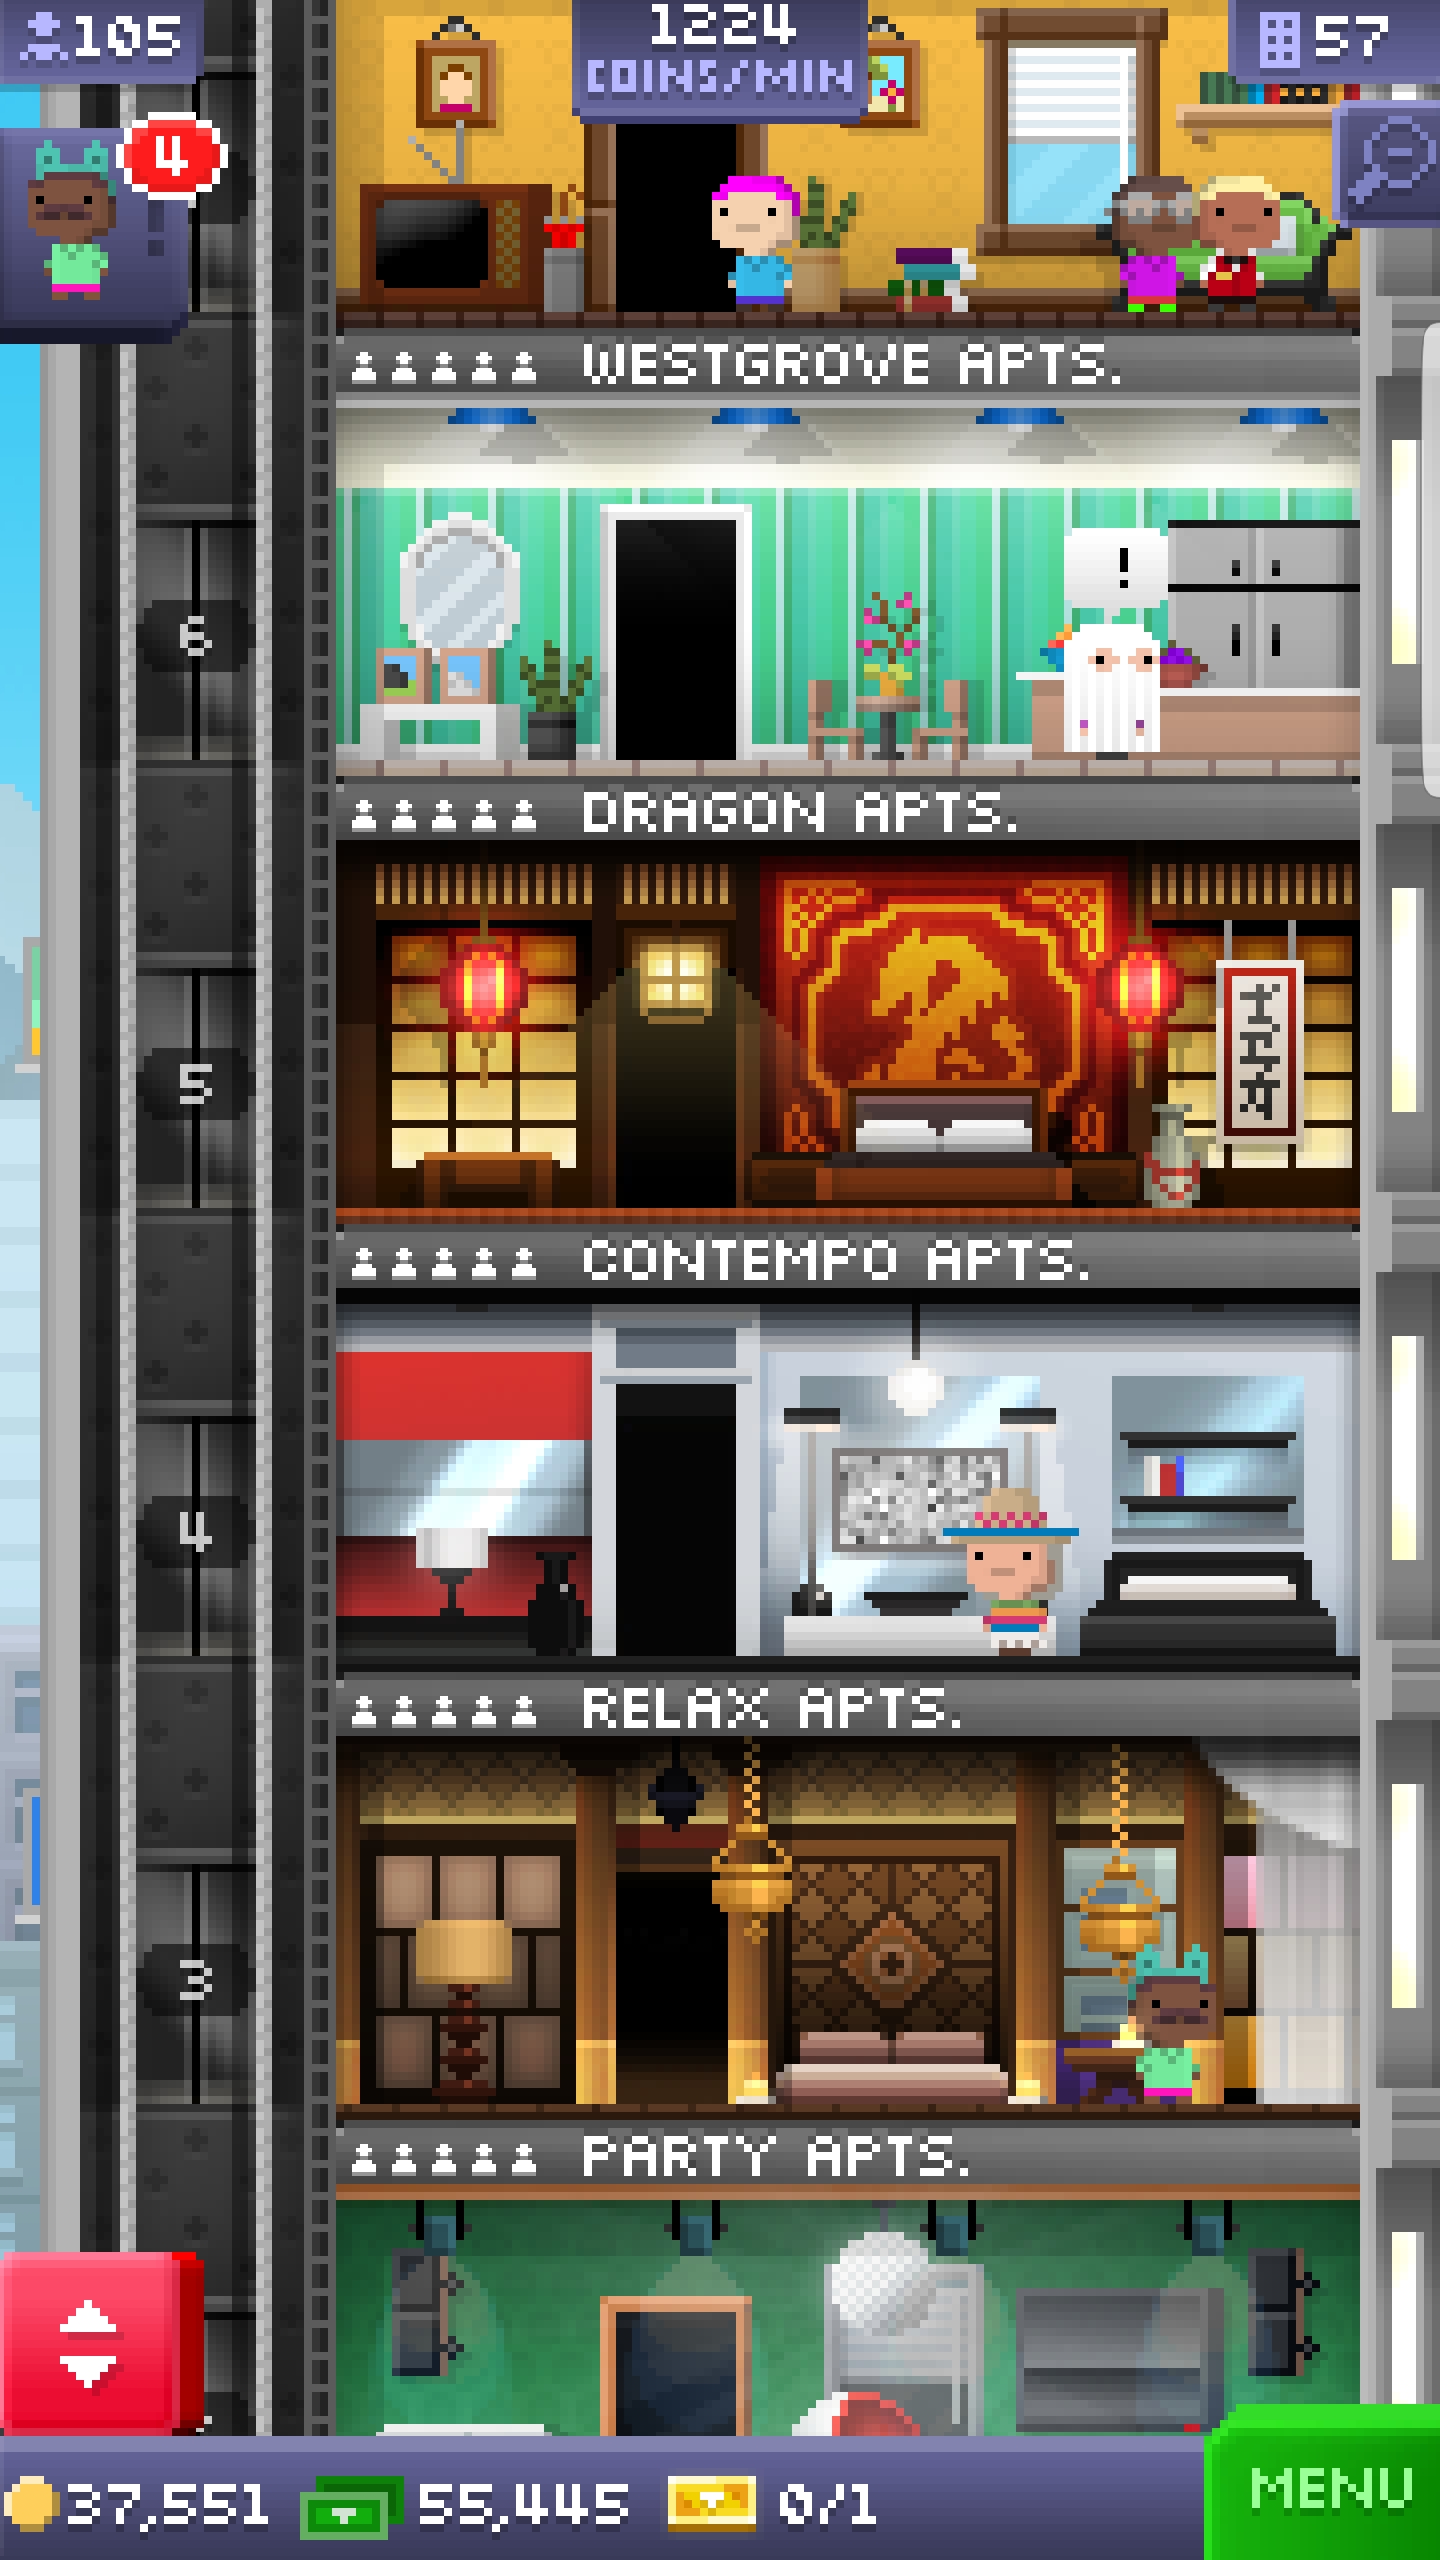 105
1224
COINS/MIN
57
4
!
WESTGROVE APTS.
!
6
DRAGON APTS.
5
CONTEMPO APTS.
4
RELAX APTS.
3
PARTY APTS.
37,551
55,445
0/1
MENU